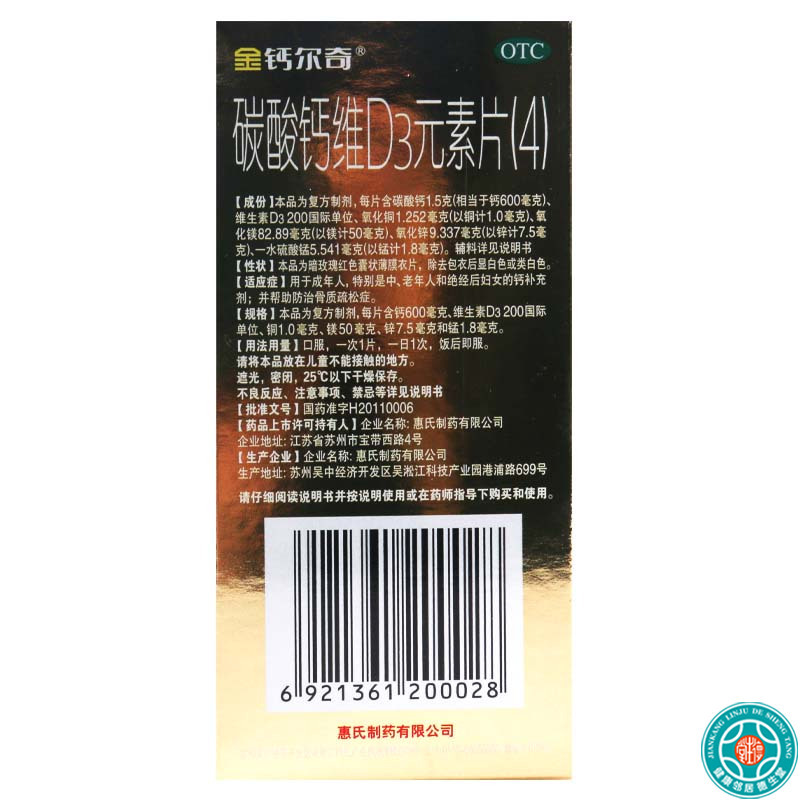 金钙尔奇®
OTC
碳酸钙维D3元素片(4)
【成份】本品为复方制剂，每片含碳酸钙1.5克(相当于钙600毫克)、
维生素D3 200国际单位、氧化铜1.252毫克(以铜计1.0毫克)、氧
化镁82.89毫克(以镁计50毫克)、氧化锌9.337毫克(以锌计7.5毫
克)、一水硫酸锰5.541毫克(以锰计1.8毫克)。辅料详见说明书
【性状】本品为暗玫瑰红色囊状薄膜衣片，除去包衣后显白色或类白色。
【适应症】用于成年人，特别是中、老年人和绝经后妇女的钙补充
剂；并帮助防治骨质疏松症。
【规格】本品为复方制剂，每片含钙600毫克、维生素D3 200国际
单位、铜1.0毫克、镁50毫克、锌7.5毫克和锰1.8毫克。
【用法用量】口服，一次1片，一日1次，饭后即服。
请将本品放在儿童不能接触的地方。
遮光，密闭，25℃以下干燥保存。
不良反应、注意事项、禁忌等详见说明书
【批准文号】国药准字H20110006
【药品上市许可持有人】企业名称：惠氏制药有限公司
企业地址：江苏省苏州市宝带西路4号
【生产企业】企业名称：惠氏制药有限公司
生产地址：苏州吴中经济开发区吴淞江科技产业园港浦路699号
请仔细阅读说明书并按说明使用或在药师指导下购买和使用。
6 921361 200028
惠氏制药有限公司
JIANKANG LINJU DE SHENG TANG
健康邻居德生堂